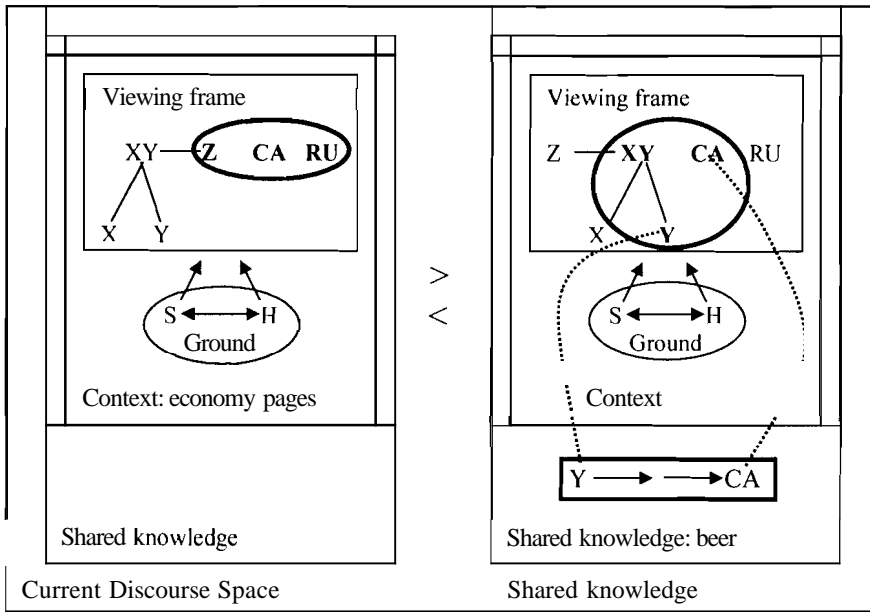 Viewing frame
XY Z CA RU
X Y
S H
Ground
Context: economy pages
Shared knowledge
Current Discourse Space
>
<
Viewing frame
Z XY CA RU
X Y
S H
Ground
Context
Y CA
Shared knowledge: beer
Shared knowledge